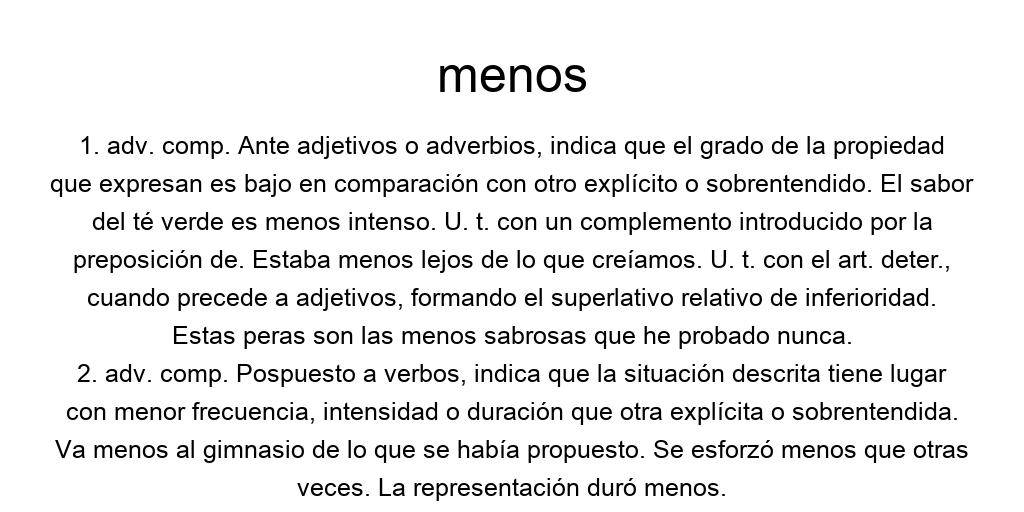 menos
1. adv. comp. Ante adjetivos o adverbios, indica que el grado de la propiedad
que expresan es bajo en comparación con otro explícito o sobrentendido. El sabor
del té verde es menos intenso. U. t. con un complemento introducido por la
preposición de. Estaba menos lejos de lo que creíamos. U. t. con el art. deter.,
cuando precede a adjetivos, formando el superlativo relativo de inferioridad.
Estas peras son las menos sabrosas que he probado nunca.
2. adv. comp. Pospuesto a verbos, indica que la situación descrita tiene lugar
con menor frecuencia, intensidad o duración que otra explícita o sobrentendida.
Va menos al gimnasio de lo que se había propuesto. Se esforzó menos que otras
veces. La representación duró menos.